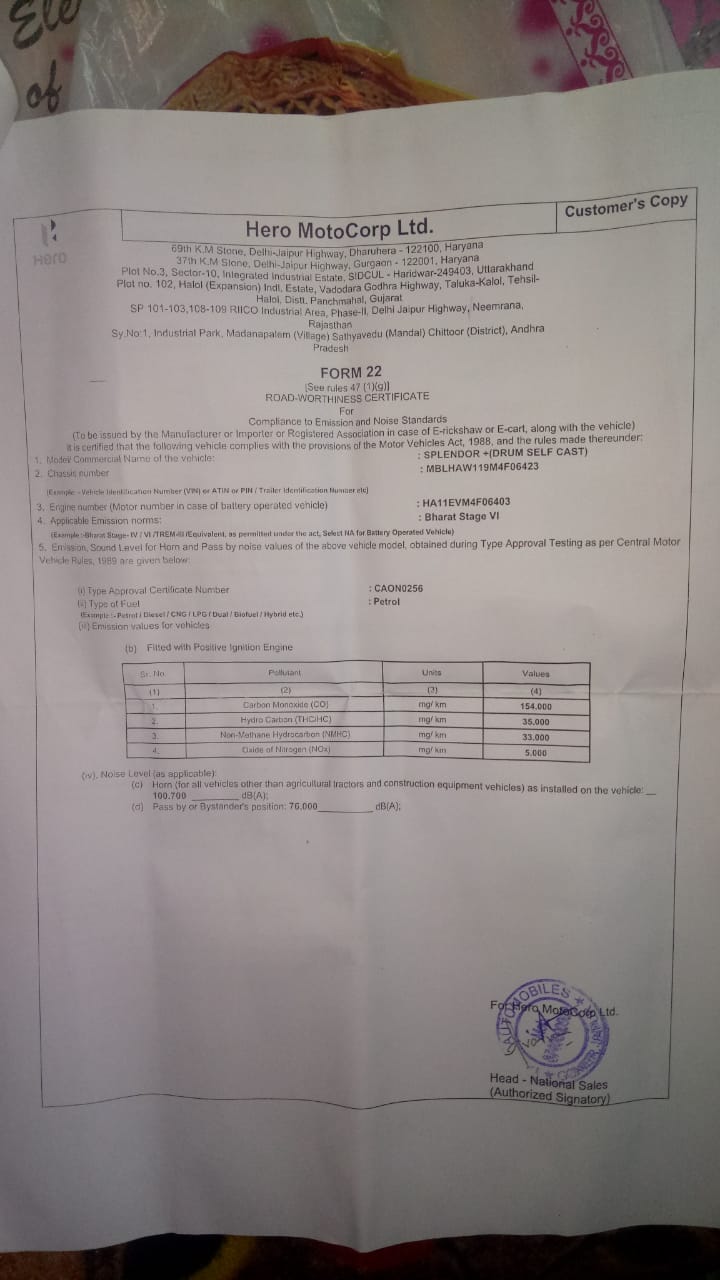 Ele
of
Hero
Hero MotoCorp Ltd.
Customer's Copy
69th K.M Stone, Delhi-Jaipur Highway, Dharuhera - 122100, Haryana
37th K.M Stone, Delhi-Jaipur Highway, Gurgaon - 122001, Haryana
Plot No.3, Sector-10, Integrated Industrial Estate, SIDCUL - Haridwar-249403, Uttarakhand
Plot no. 102, Halol (Expansion) Indl. Estate, Vadodara Godhra Highway, Taluka-Kalol, Tehsil-
Halol, Distt. Panchmahal, Gujarat
SP 101-103,108-109 RIICO Industrial Area, Phase-II, Delhi Jaipur Highway, Neemrana,
Rajasthan
Sy.No:1, Industrial Park, Madanapalem (Village) Sathyavedu (Mandal) Chittoor (District), Andhra
Pradesh
FORM 22
[See rules 47 (1)(g)]
ROAD-WORTHINESS CERTIFICATE
For
Compliance to Emission and Noise Standards
(To be issued by the Manufacturer or Importer or Registered Association in case of E-rickshaw or E-cart, along with the vehicle)
It is certified that the following vehicle complies with the provisions of the Motor Vehicles Act, 1988, and the rules made thereunder:
1. Model/ Commercial Name of the vehicle: : SPLENDOR +(DRUM SELF CAST)
2. Chassis number : MBLHAW119M4F06423
(Example - Vehicle Identification Number (VIN) or ATIN or PIN / Trailer Identification Number etc)
3. Engine number (Motor number in case of battery operated vehicle) : HA11EVM4F06403
4. Applicable Emission norms: : Bharat Stage VI
(Example :-Bharat Stage- IV / VI /TREM-III /Equivalent, as permitted under the act, Select NA for Battery Operated Vehicle)
5. Emission, Sound Level for Horn and Pass by noise values of the above vehicle model, obtained during Type Approval Testing as per Central Motor
Vehicle Rules, 1989 are given below:
(i) Type Approval Certificate Number : CAON0256
(ii) Type of Fuel : Petrol
(Example :- Petrol / Diesel / CNG / LPG / Dual / Biofuel / Hybrid etc.)
(iii) Emission values for vehicles
(b) Fitted with Positive Ignition Engine
Sr. No. Pollutant Units Values
(1) (2) (3) (4)
1. Carbon Monoxide (CO) mg/ km 154.000
2. Hydro Carbon (THC/HC) mg/ km 35.000
3. Non-Methane Hydrocarbon (NMHC) mg/ km 33.000
4. Oxide of Nitrogen (NOx) mg/ km 5.000
(iv). Noise Level (as applicable):
(c) Horn (for all vehicles other than agricultural tractors and construction equipment vehicles) as installed on the vehicle: __
100.700 ________ dB(A);
(d) Pass by or Bystander's position: 76.000_________ dB(A);
For Hero MotoCorp Ltd.
AUTOMOBILES
Head - National Sales
(Authorized Signatory)